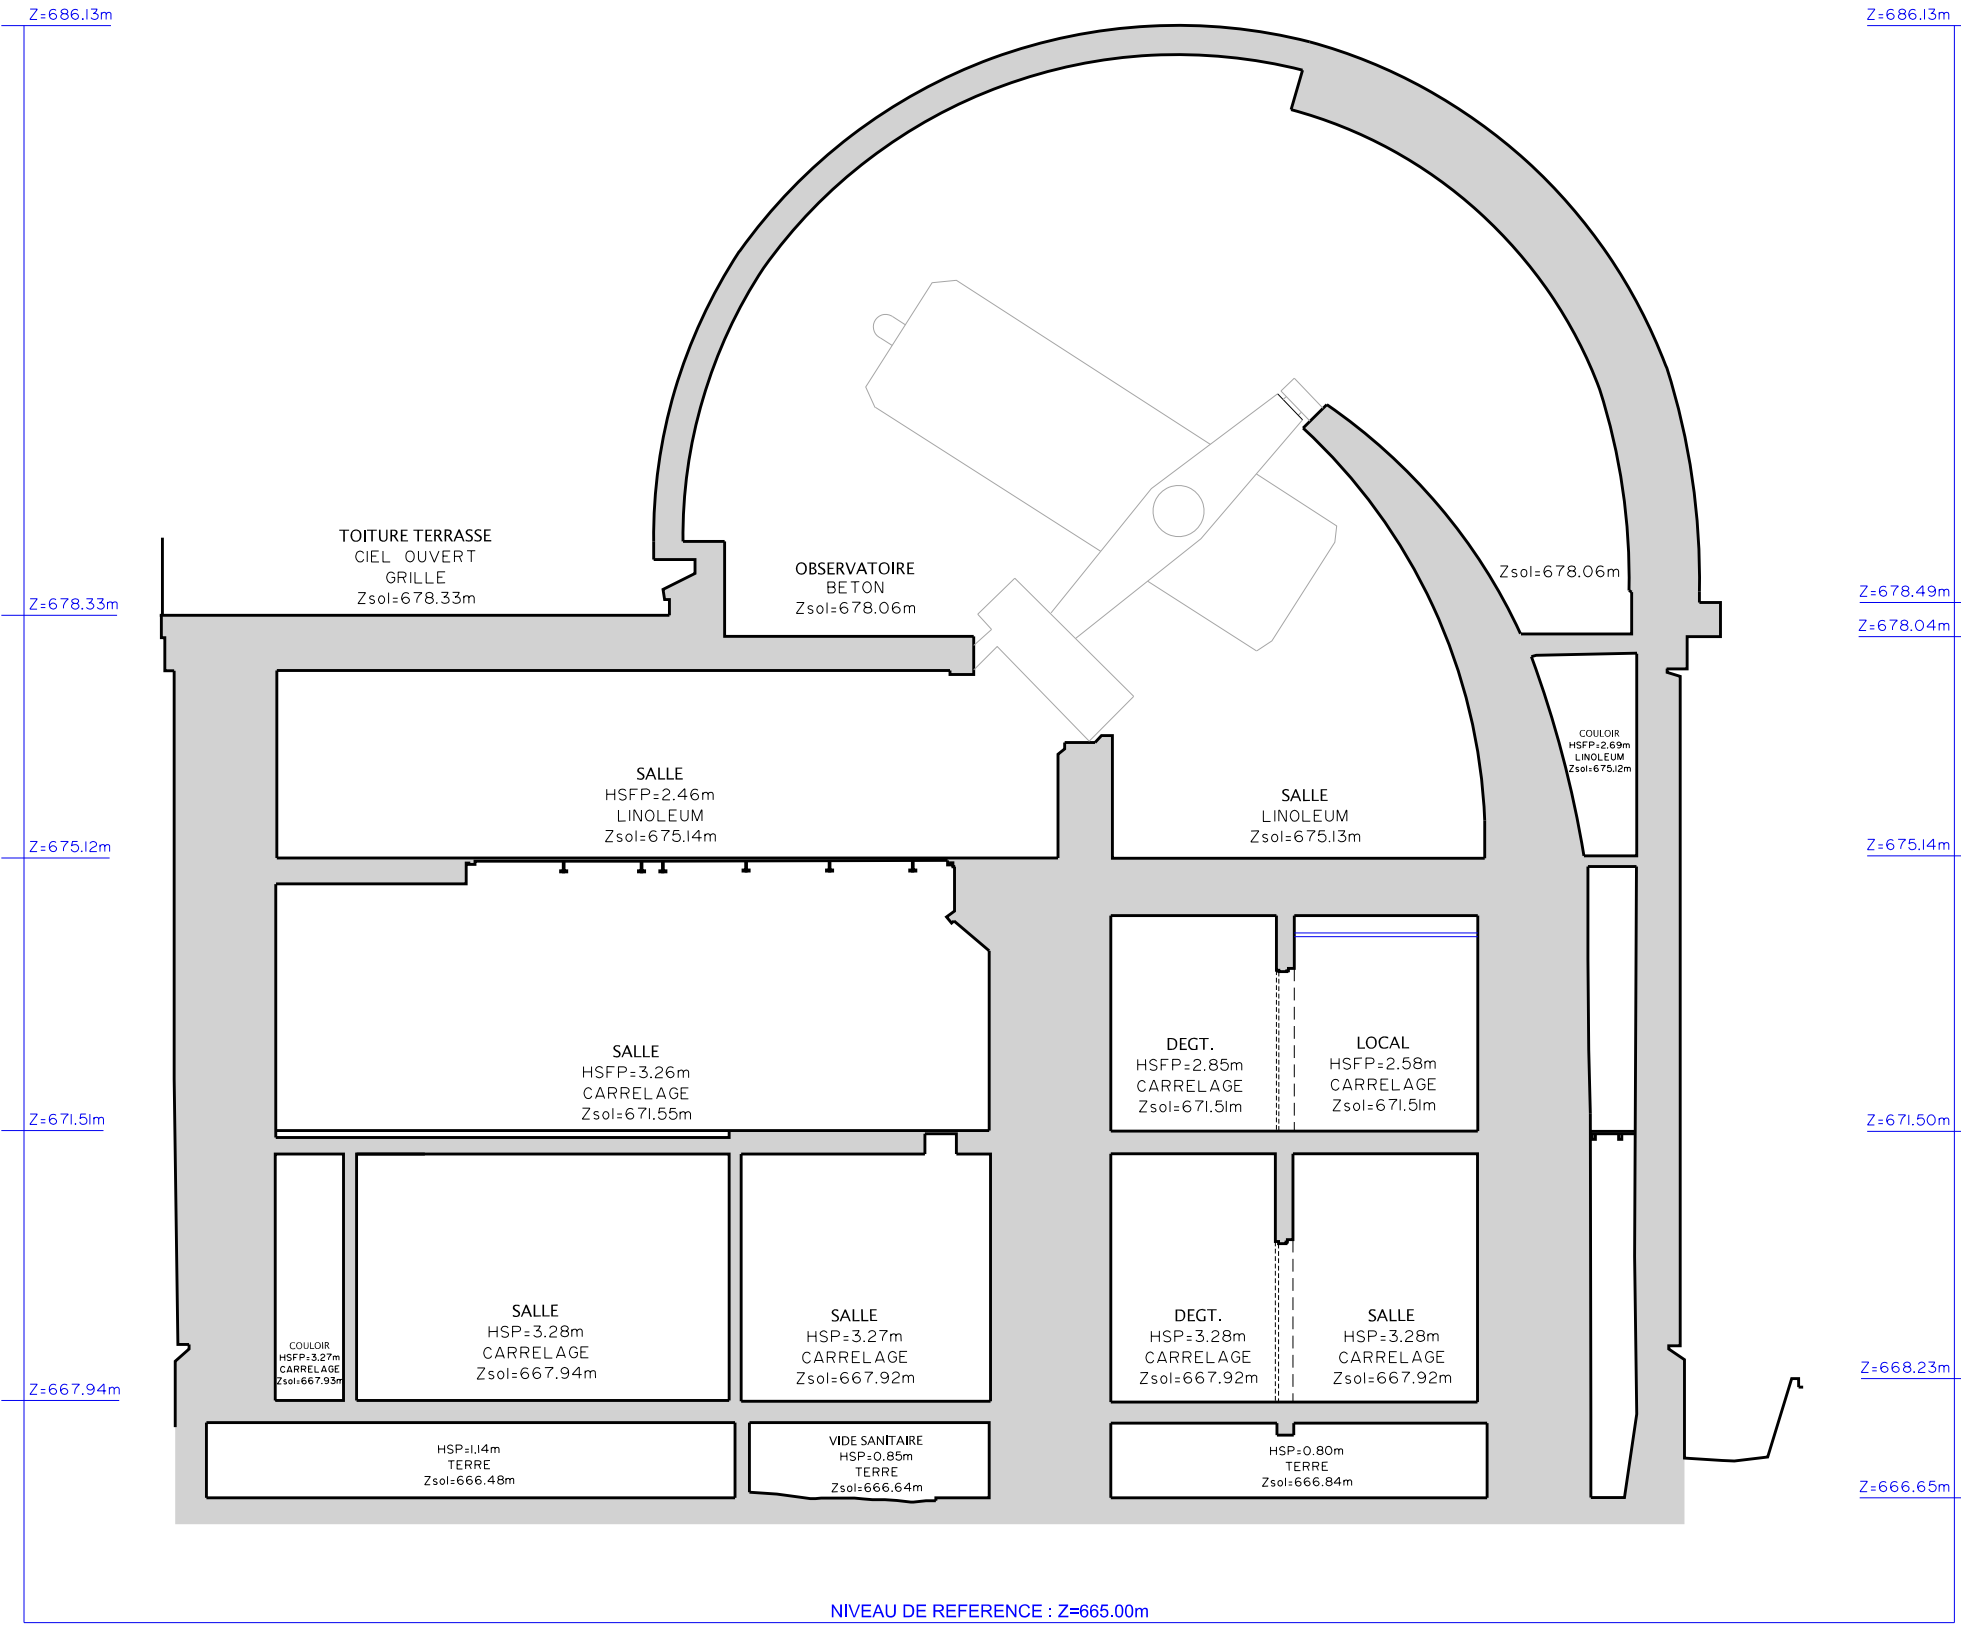 Z=686.13m
Z=686.13m
TOITURE TERRASSE
CIEL OUVERT
GRILLE
Zsol=678.33m
OBSERVATOIRE
BETON
Zsol=678.06m
Zsol=678.06m
Z=678.33m
Z=678.49m
Z=678.04m
SALLE
HSFP=2.46m
LINOLEUM
Zsol=675.14m
SALLE
LINOLEUM
Zsol=675.13m
COULOIR
HSFP=2.69m
LINOLEUM
Zsol=675.12m
Z=675.12m
Z=675.14m
SALLE
HSFP=3.26m
CARRELAGE
Zsol=671.55m
DEGT.
HSFP=2.85m
CARRELAGE
Zsol=671.51m
LOCAL
HSFP=2.58m
CARRELAGE
Zsol=671.51m
Z=671.51m
Z=671.50m
COULOIR
HSFP=3.27m
CARRELAGE
Zsol=667.93m
SALLE
HSP=3.28m
CARRELAGE
Zsol=667.94m
SALLE
HSP=3.27m
CARRELAGE
Zsol=667.92m
DEGT.
HSP=3.28m
CARRELAGE
Zsol=667.92m
SALLE
HSP=3.28m
CARRELAGE
Zsol=667.92m
Z=667.94m
Z=668.23m
HSP=1.14m
TERRE
Zsol=666.48m
VIDE SANITAIRE
HSP=0.85m
TERRE
Zsol=666.64m
HSP=0.80m
TERRE
Zsol=666.84m
Z=666.65m
NIVEAU DE REFERENCE : Z=665.00m